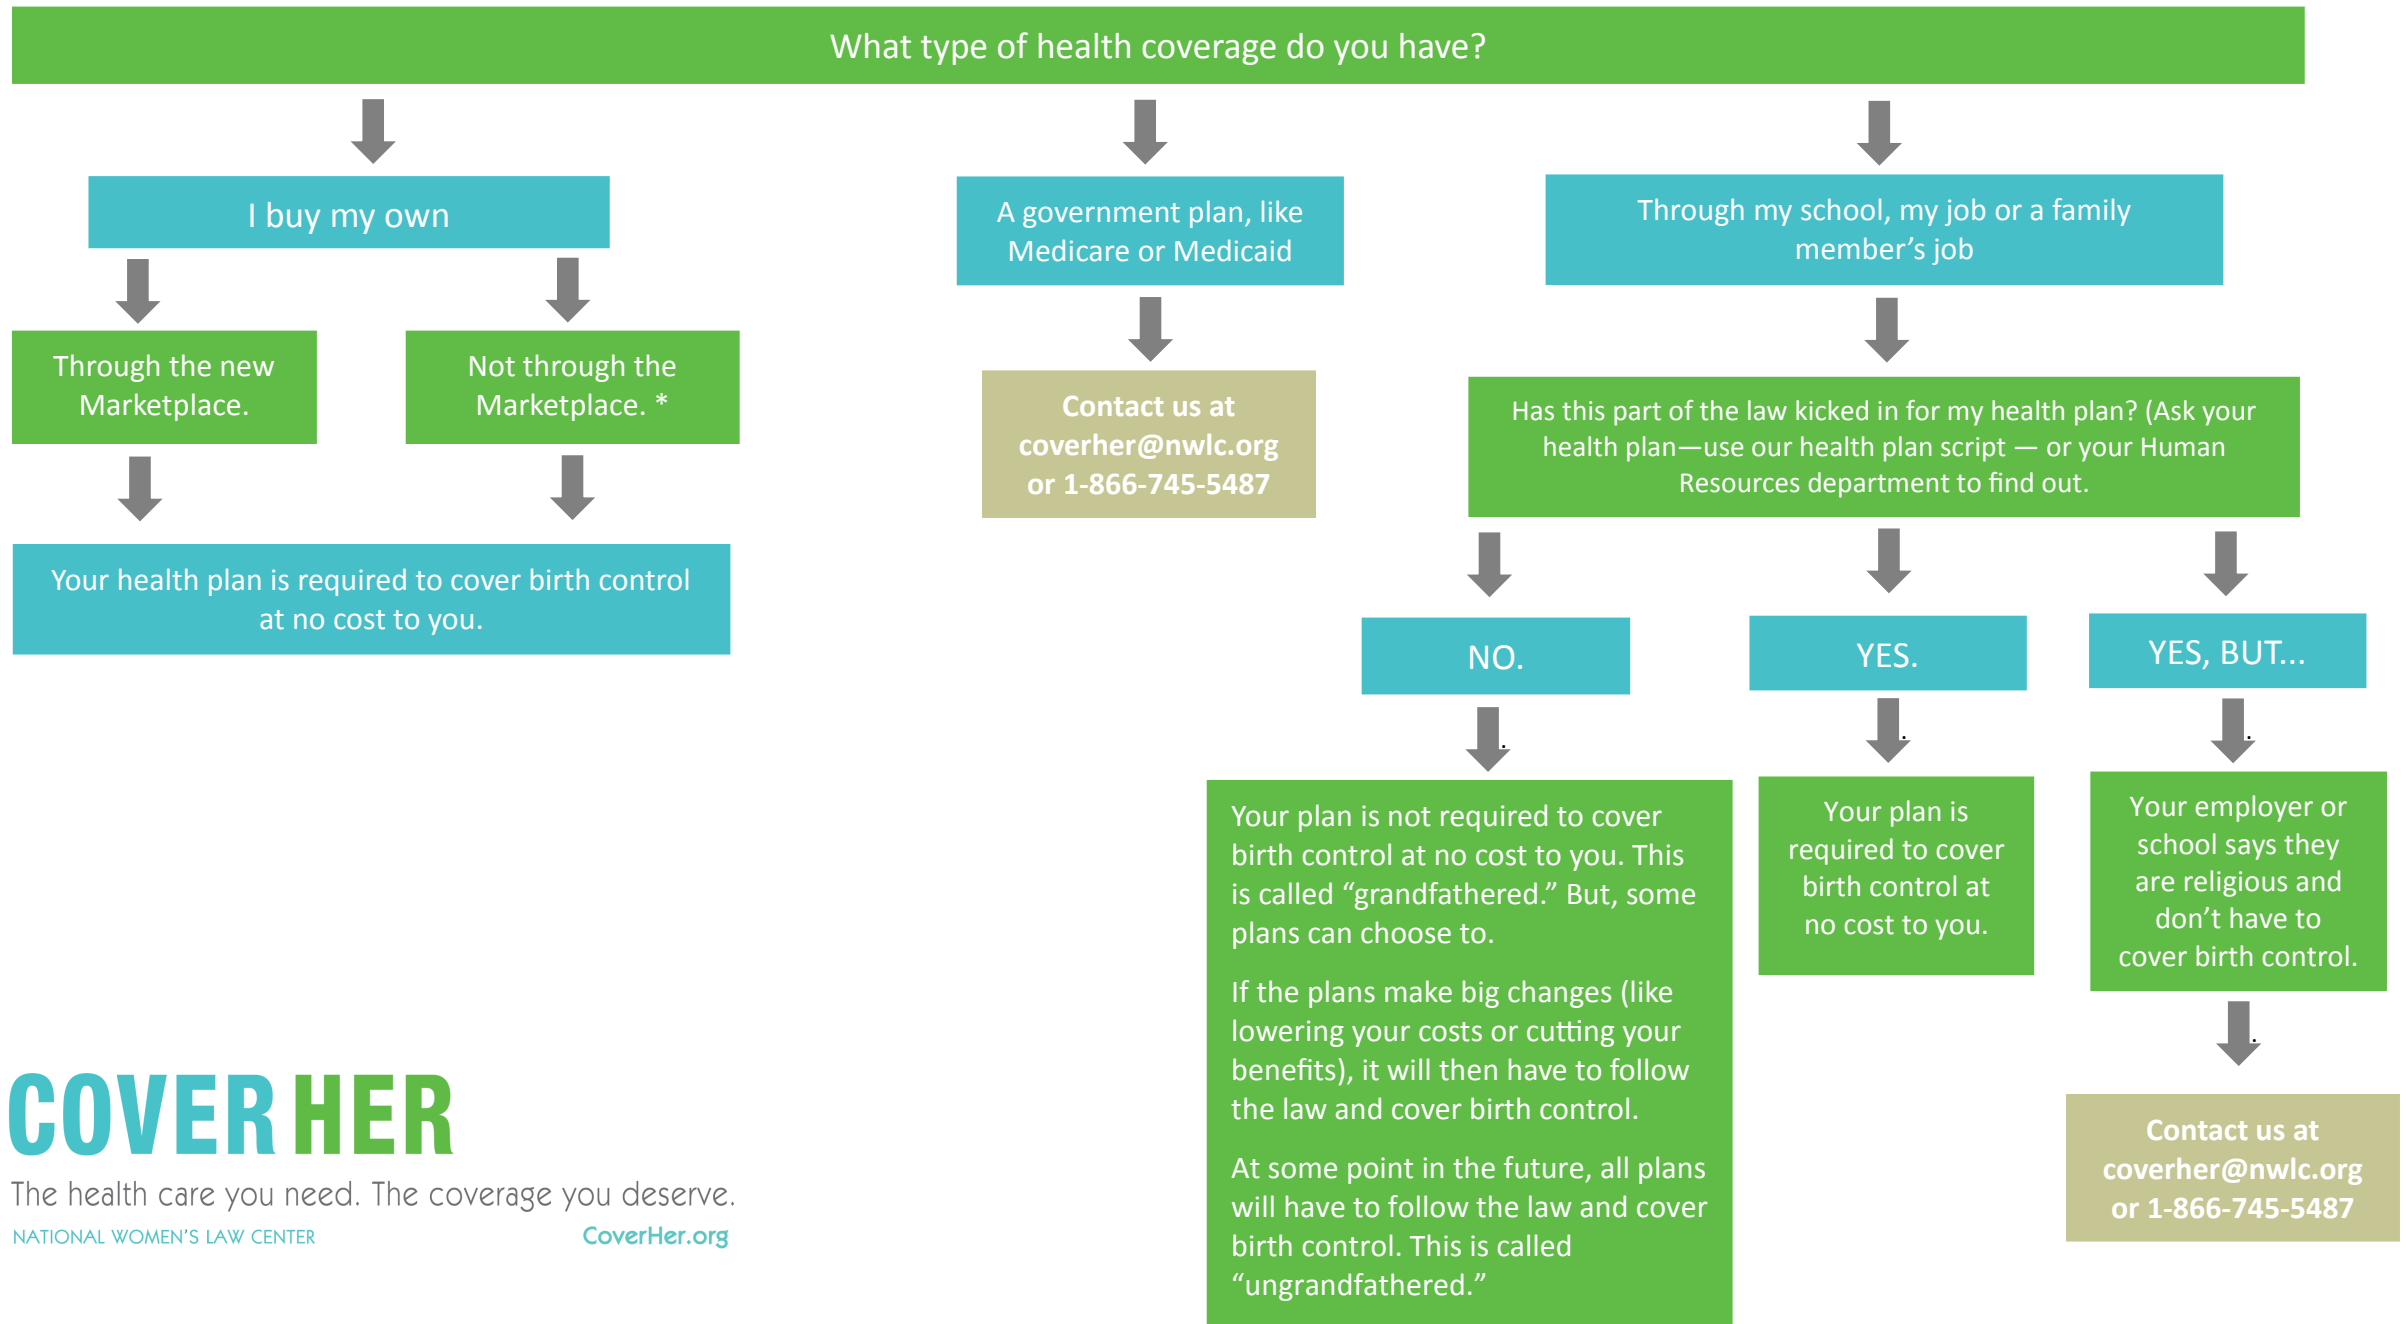 What type of health coverage do you have?
I buy my own
A government plan, like
Medicare or Medicaid
Through my school, my job or a family
member’s job
Through the new
Marketplace.
Not through the
Marketplace. *
Contact us at
coverher@nwlc.org
or 1-866-745-5487
Has this part of the law kicked in for my health plan? (Ask your
health plan—use our health plan script — or your Human
Resources department to find out.
Your health plan is required to cover birth control
at no cost to you.
NO.
YES.
YES, BUT...
Your plan is not required to cover
birth control at no cost to you. This
is called “grandfathered.” But, some
plans can choose to.
If the plans make big changes (like
lowering your costs or cutting your
benefits), it will then have to follow
the law and cover birth control.
At some point in the future, all plans
will have to follow the law and cover
birth control. This is called
“ungrandfathered.”
Your plan is
required to cover
birth control at
no cost to you.
Your employer or
school says they
are religious and
don’t have to
cover birth control.
Contact us at
coverher@nwlc.org
or 1-866-745-5487
COVER HER
The health care you need. The coverage you deserve.
NATIONAL WOMEN’S LAW CENTER
CoverHer.org